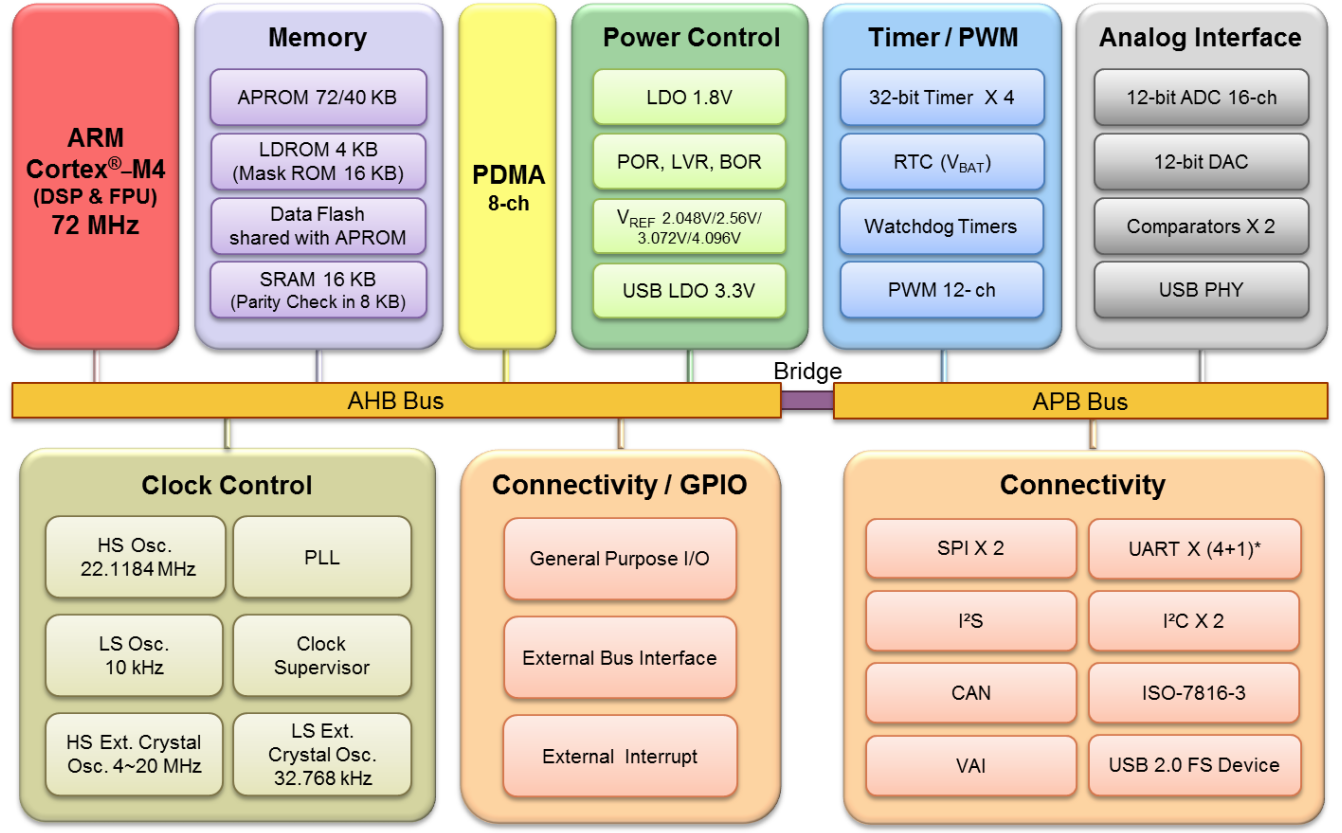 ARM
Cortex®–M4
(DSP & FPU)
72 MHz
Memory
APROM 72/40 KB
LDROM 4 KB
(Mask ROM 16 KB)
Data Flash
shared with APROM
SRAM 16 KB
(Parity Check in 8 KB)
PDMA
8-ch
Power Control
LDO 1.8V
POR, LVR, BOR
VREF 2.048V/2.56V/
3.072V/4.096V
USB LDO 3.3V
Timer / PWM
32-bit Timer X 4
RTC (VBAT)
Watchdog Timers
PWM 12- ch
Analog Interface
12-bit ADC 16-ch
12-bit DAC
Comparators X 2
USB PHY
AHB Bus
Bridge
APB Bus
Clock Control
HS Osc.
22.1184 MHz
PLL
LS Osc.
10 kHz
Clock
Supervisor
HS Ext. Crystal
Osc. 4~20 MHz
LS Ext.
Crystal Osc.
32.768 kHz
Connectivity / GPIO
General Purpose I/O
External Bus Interface
External Interrupt
Connectivity
SPI X 2
UART X (4+1)*
I²S
I²C X 2
CAN
ISO-7816-3
VAI
USB 2.0 FS Device